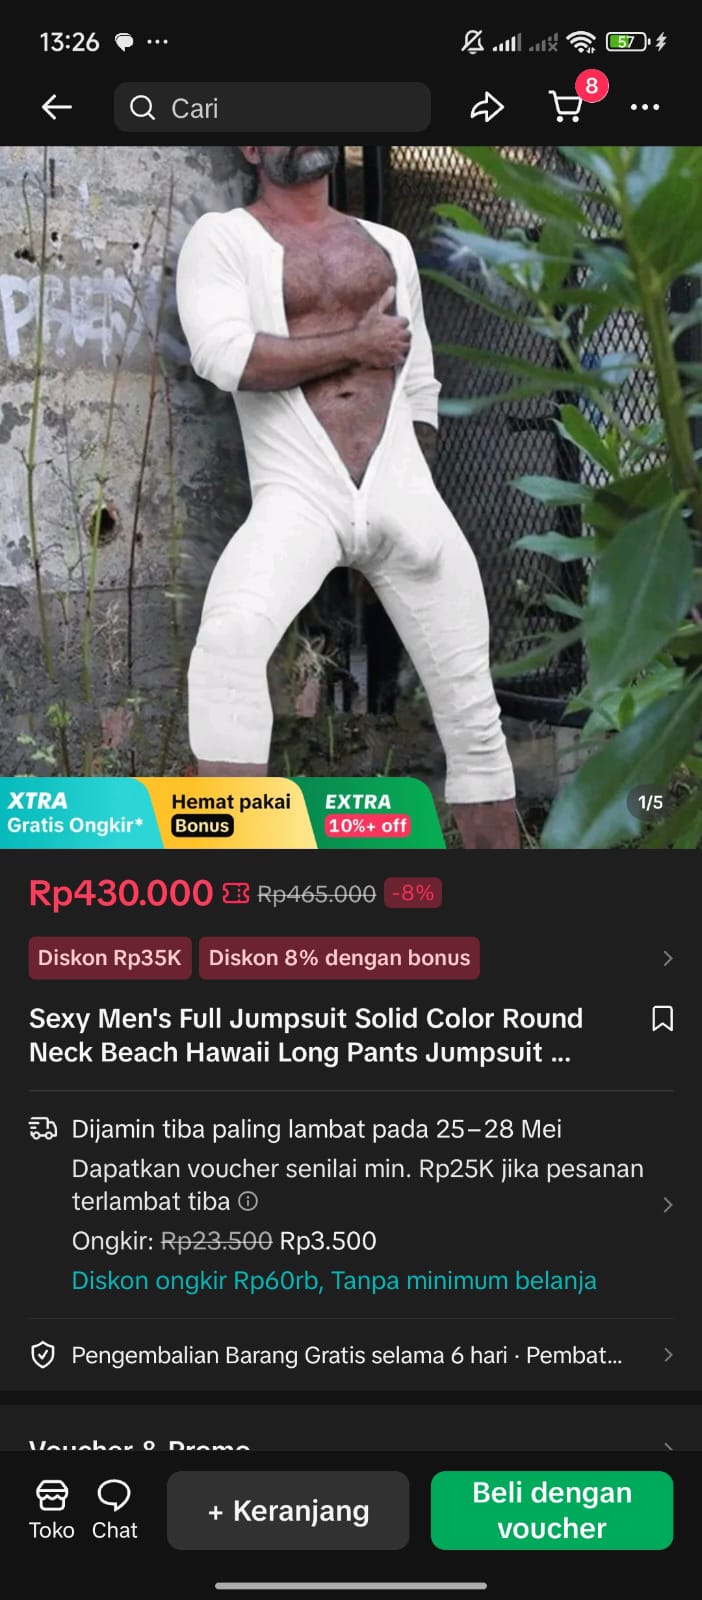 13:26
57
Cari
8
XTRA
Gratis Ongkir*
Hemat pakai
Bonus
EXTRA
10%+ off
1/5
Rp430.000 Rp465.000 -8%
Diskon Rp35K Diskon 8% dengan bonus
Sexy Men's Full Jumpsuit Solid Color Round
Neck Beach Hawaii Long Pants Jumpsuit ...
Dijamin tiba paling lambat pada 25–28 Mei
Dapatkan voucher senilai min. Rp25K jika pesanan
terlambat tiba
Ongkir: Rp23.500 Rp3.500
Diskon ongkir Rp60rb, Tanpa minimum belanja
Pengembalian Barang Gratis selama 6 hari · Pembat...
Voucher & Promo
Toko
Chat
+ Keranjang
Beli dengan
voucher